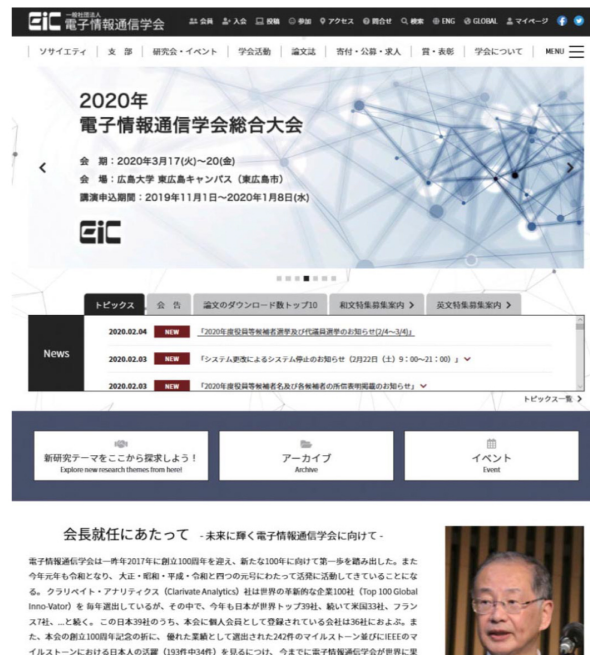 EiC 一般社団法人 電子情報通信学会
会員 入会 投稿 参加 アクセス 問合せ 検索 ENG GLOBAL マイページ
ソサイエティ 支 部 研究会・イベント 学会活動 論文誌 寄付・公募・求人 賞・表彰 学会について MENU
2020年
電子情報通信学会総合大会
会 期：2020年3月17(火)～20(金)
会 場：広島大学 東広島キャンパス（東広島市）
講演申込期間：2019年11月1日～2020年1月8日(水)
EiC
トピックス 会 告 論文のダウンロード数トップ10 和文特集募集案内 英文特集募集案内
News
2020.02.04 NEW 「2020年度役員等候補者選挙及び代議員選挙のお知らせ(2/4～3/4)」
2020.02.03 NEW 「システム更改によるシステム停止のお知らせ（2月22日（土）9：00～21：00）」
2020.02.03 NEW 「2020年度役員等候補者名及び各候補者の所信表明掲載のお知らせ」
トピックス一覧
新研究テーマをここから探求しよう！
Explore new research themes from here!
アーカイブ
Archive
イベント
Event
会長就任にあたって - 未来に輝く電子情報通信学会に向けて -
電子情報通信学会は一昨年2017年に創立100周年を迎え、新たな100年に向けて第一歩を踏み出した。また
今年元年も令和となり、 大正・昭和・平成・令和と四つの元号にわたって活発に活動してきていることにな
る。 クラリベイト・アナリティクス（Clarivate Analytics）社は世界の革新的な企業100社（Top 100 Global
Inno-Vator）を 毎年選出しているが、その中で、今年も日本が世界トップ39社、続いて米国33社、フラン
ス7社、...と続く。 この日本39社のうち、本会に個人会員として登録されている会社は36社におよぶ。ま
た、本会の創立100周年記念の折に、 優れた業績として選出された242件のマイルストーン並びにIEEEのマ
イルストーンにおける日本人の活躍（193件中34件）を見るにつけ、 今までに電子情報通信学会が世界に果